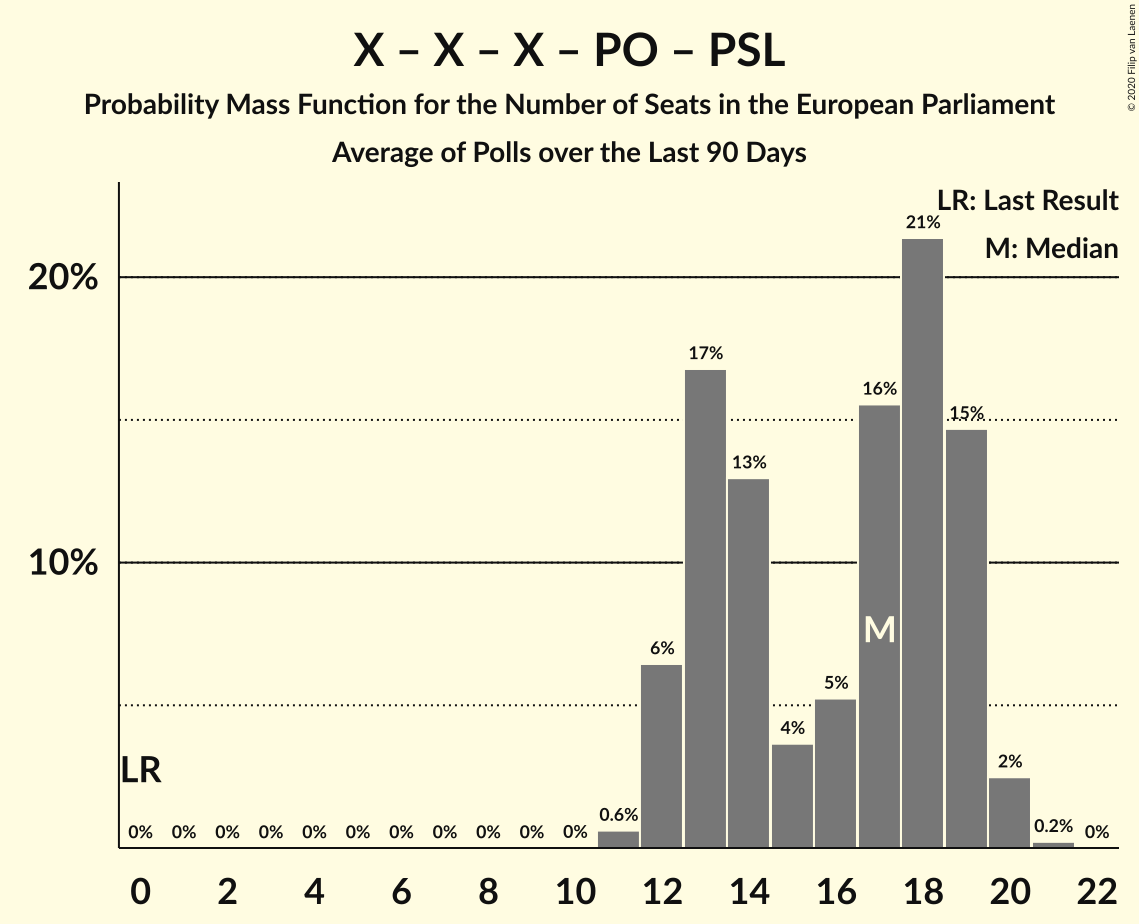 X – X – X – PO – PSL
Probability Mass Function for the Number of Seats in the European Parliament
Average of Polls over the Last 90 Days
© 2020 Filip van Laenen
LR: Last Result
M: Median
20%
10%
21%
17%
16%
15%
13%
6%
5%
4%
2%
0.6%
0.2%
M
LR
0% 0% 0% 0% 0% 0% 0% 0% 0% 0% 0% 0%
0 2 4 6 8 10 12 14 16 18 20 22